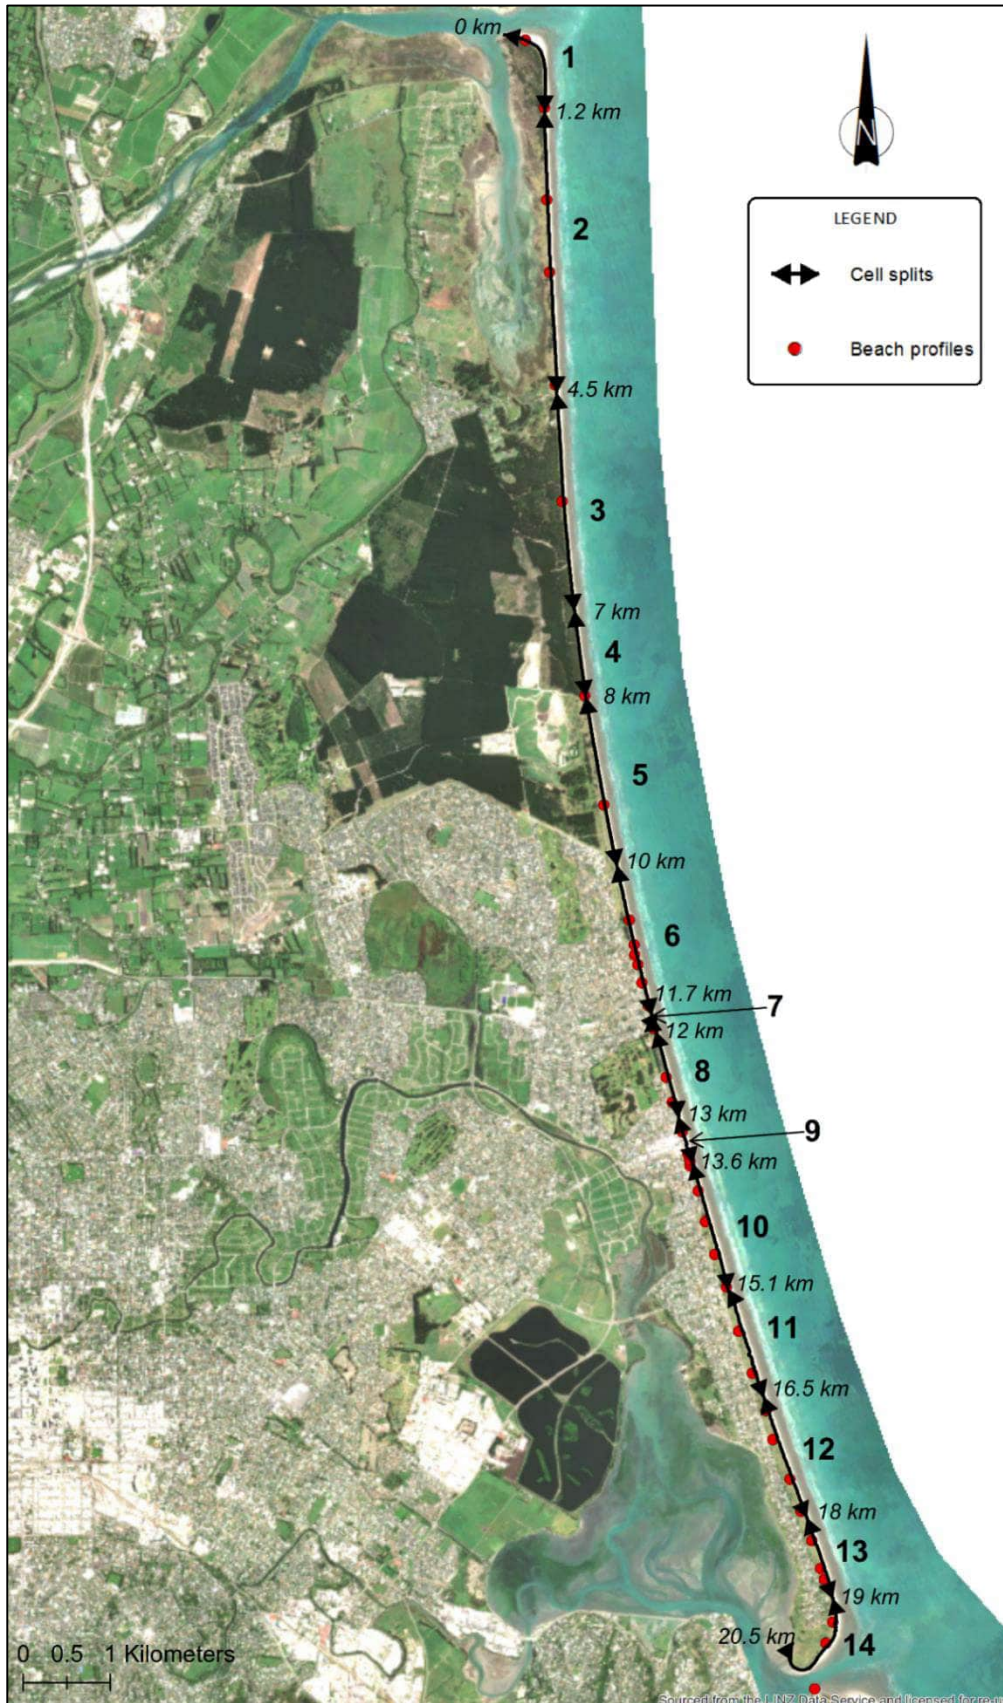 0 km
1
1.2 km
N
2
LEGEND
Cell splits
Beach profiles
4.5 km
3
7 km
4
8 km
5
10 km
6
11.7 km
7
12 km
8
13 km
9
13.6 km
10
15.1 km
11
16.5 km
12
18 km
13
19 km
20.5 km
14
0 0.5 1 Kilometers
Sourced from the LINZ Data Service and licensed for